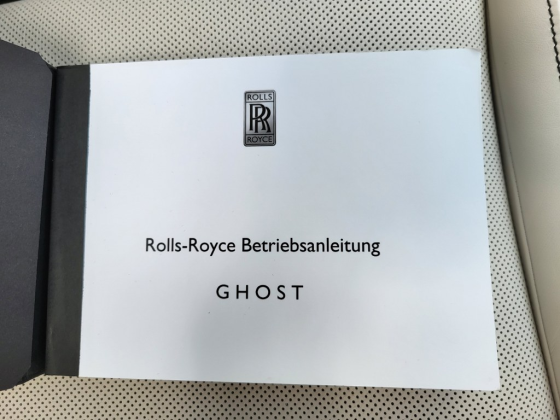 ROLLS
RR
ROYCE
Rolls-Royce Betriebsanleitung
GHOST